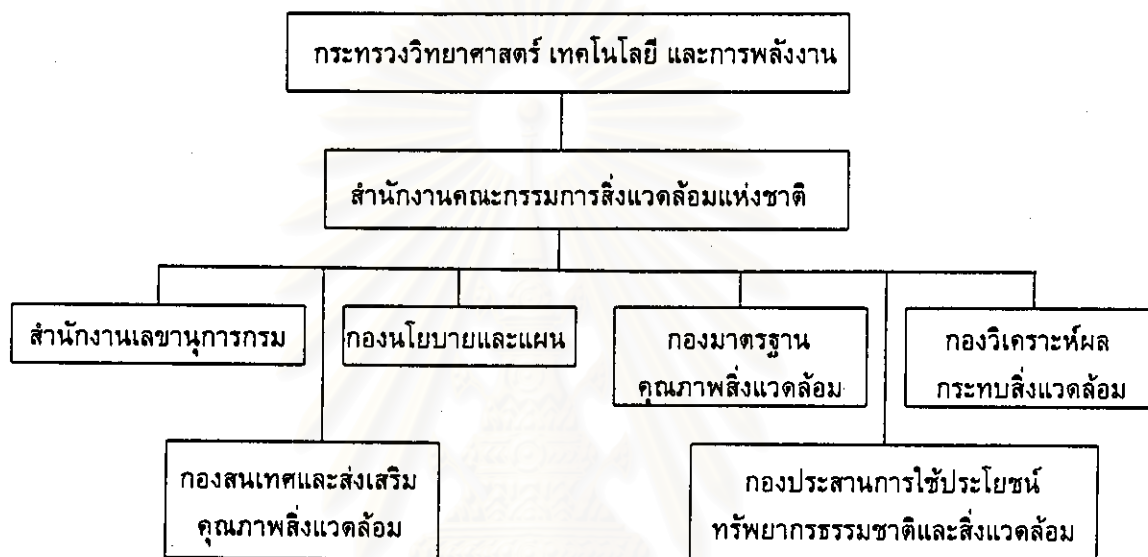 กระทรวงวิทยาศาสตร์ เทคโนโลยี และการพลังงาน
สำนักงานคณะกรรมการสิ่งแวดล้อมแห่งชาติ
สำนักงานเลขานุการกรม
กองนโยบายและแผน
กองมาตรฐาน
คุณภาพสิ่งแวดล้อม
กองวิเคราะห์ผล
กระทบสิ่งแวดล้อม
กองสนเทศและส่งเสริม
คุณภาพสิ่งแวดล้อม
กองประสานการใช้ประโยชน์
ทรัพยากรธรรมชาติและสิ่งแวดล้อม